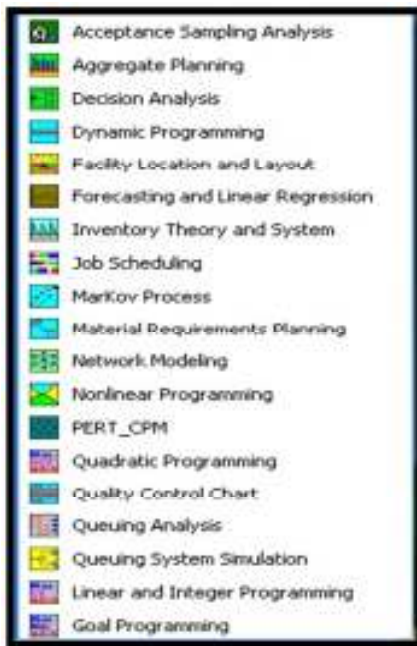 Acceptance Sampling Analysis
Aggregate Planning
Decision Analysis
Dynamic Programming
Facility Location and Layout
Forecasting and Linear Regression
Inventory Theory and System
Job Scheduling
MarKov Process
Material Requirements Planning
Network Modeling
Nonlinear Programming
PERT_CPM
Quadratic Programming
Quality Control Chart
Queuing Analysis
Queuing System Simulation
Linear and Integer Programming
Goal Programming